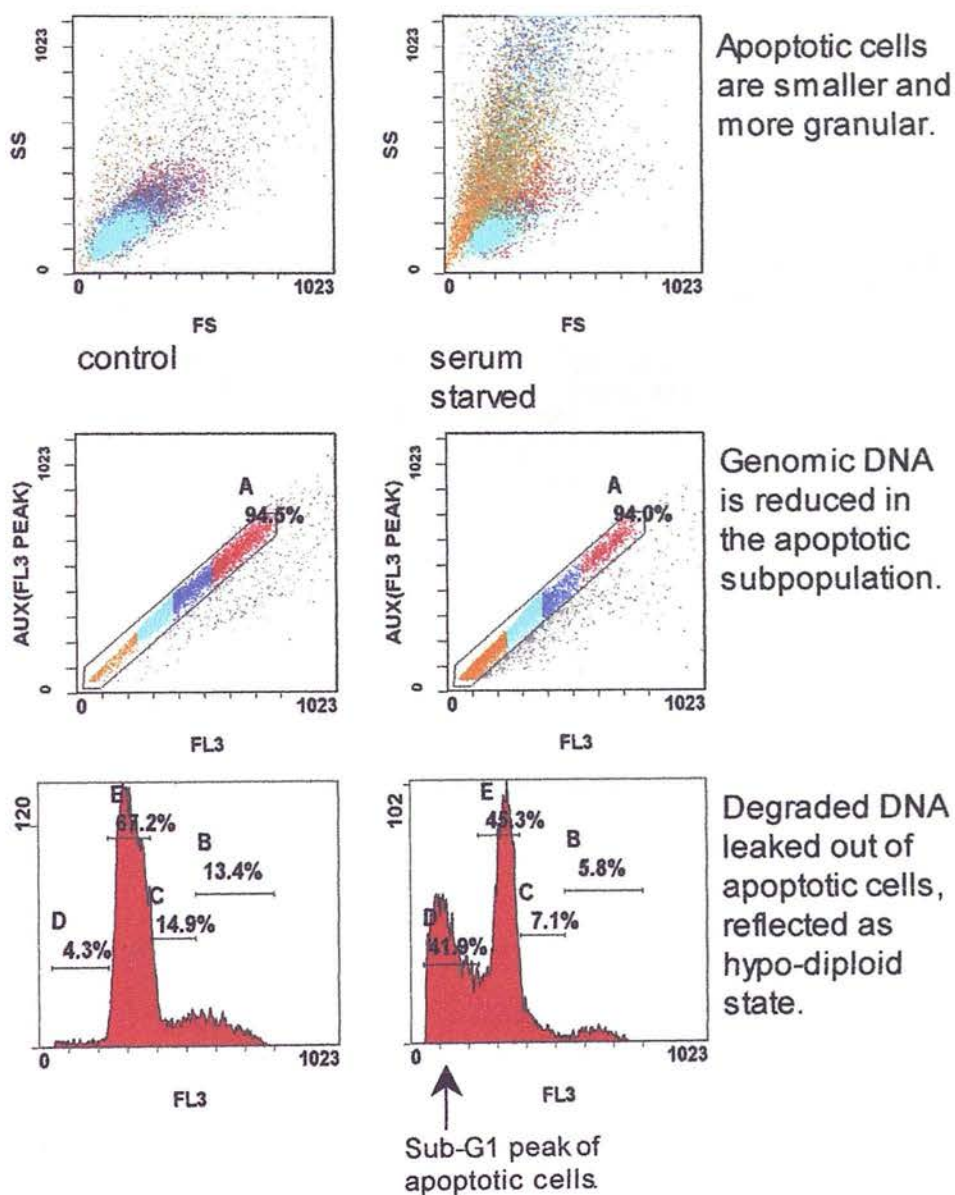 1023
SS
0
0
1023
FS
control
1023
SS
0
0
1023
FS
serum
starved
Apoptotic cells
are smaller and
more granular.
1023
AUX(FL3 PEAK)
0
A
94.5%
0
1023
FL3
1023
AUX(FL3 PEAK)
0
A
94.0%
0
1023
FL3
Genomic DNA
is reduced in
the apoptotic
subpopulation.
120
E
67.2%
B
13.4%
C
14.9%
D
4.3%
0
1023
FL3
102
E
45.3%
B
5.8%
C
7.1%
D
41.9%
0
1023
FL3
Degraded DNA
leaked out of
apoptotic cells,
reflected as
hypo-diploid
state.
Sub-G1 peak of
apoptotic cells.